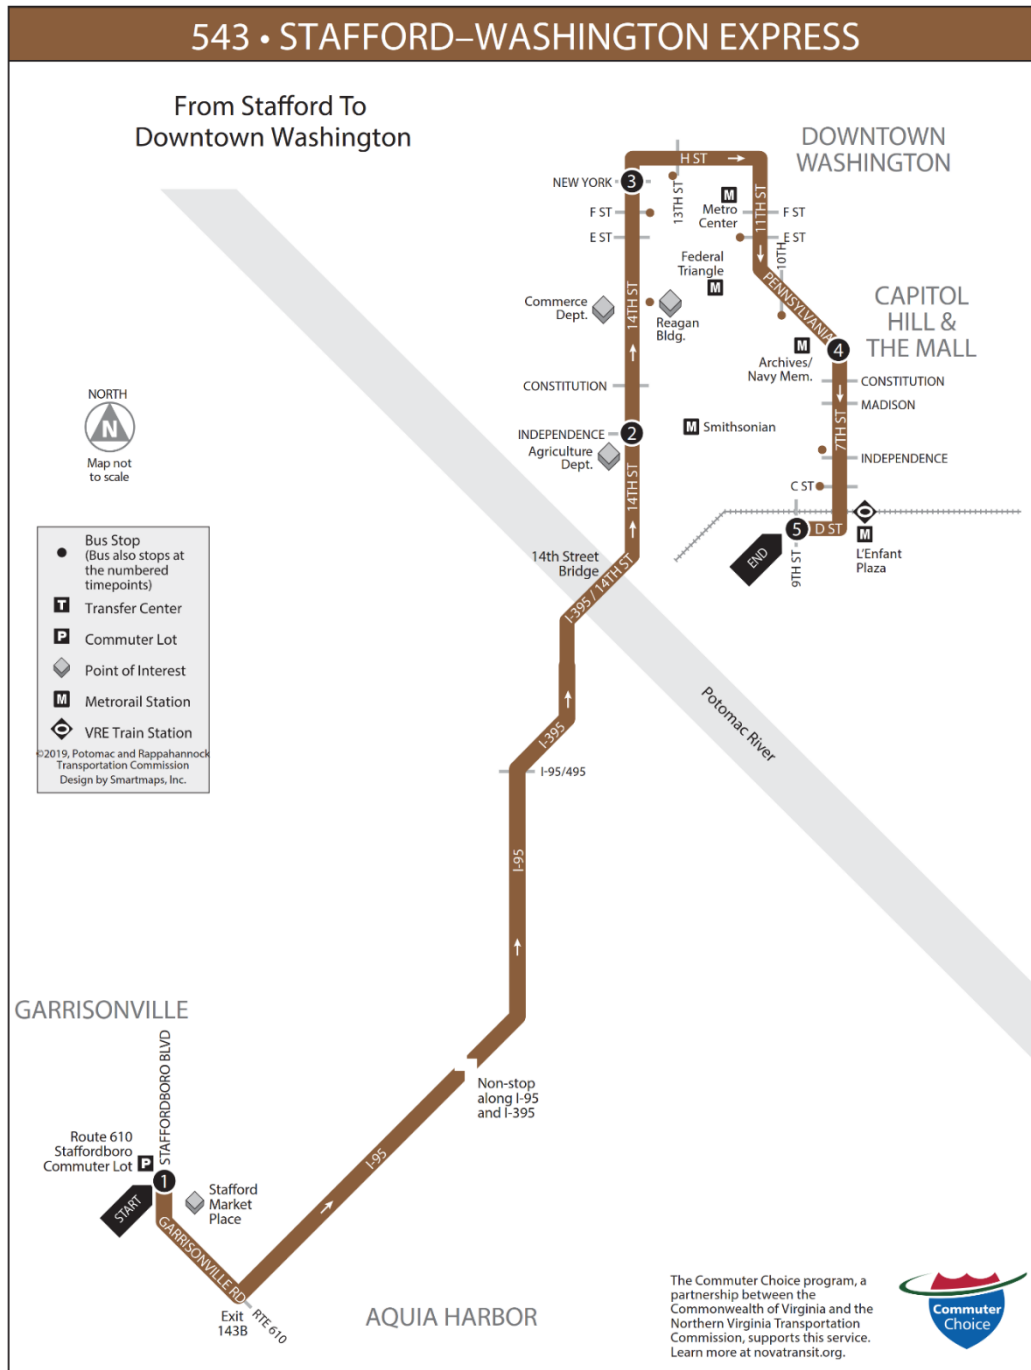 543 • STAFFORD–WASHINGTON EXPRESS
From Stafford To
Downtown Washington
DOWNTOWN
WASHINGTON
H ST
NEW YORK
3
13TH ST
M
Metro
Center
11TH ST
F ST
F ST
E ST
E ST
10TH
Federal
Triangle
M
PENNSYLVANIA
CAPITOL
HILL &
THE MALL
Commerce
Dept.
14TH ST
Reagan
Bldg.
M
Archives/
Navy Mem.
4
CONSTITUTION
CONSTITUTION
MADISON
7TH ST
NORTH
N
Map not
to scale
INDEPENDENCE
2
M Smithsonian
Agriculture
Dept.
INDEPENDENCE
14TH ST
C ST
5
D ST
END
9TH ST
M
L'Enfant
Plaza
14th Street
Bridge
I-395 / 14TH ST
Bus Stop
(Bus also stops at
the numbered
timepoints)
T Transfer Center
P Commuter Lot
Point of Interest
M Metrorail Station
VRE Train Station
©2019, Potomac and Rappahannock
Transportation Commission
Design by Smartmaps, Inc.
Potomac River
I-395
I-95/495
I-95
GARRISONVILLE
STAFFORDBORO BLVD
Non-stop
along I-95
and I-395
Route 610
Staffordboro
Commuter Lot
P
1
START
Stafford
Market
Place
I-95
GARRISONVILLE RD
Exit
143B
RTE 610
AQUIA HARBOR
The Commuter Choice program, a
partnership between the
Commonwealth of Virginia and the
Northern Virginia Transportation
Commission, supports this service.
Learn more at novatransit.org.
Commuter
Choice